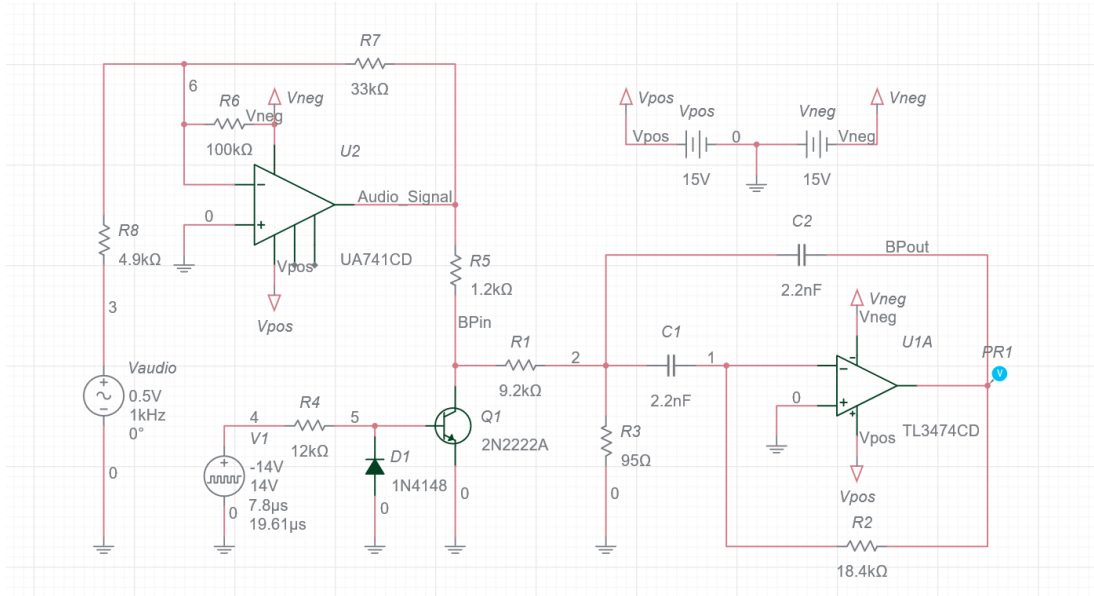 R7
33kΩ
6
R6
100kΩ
Vneg
Vneg
U2
Audio_Signal
UA741CD
0
Vpos
Vpos
R8
4.9kΩ
3
Vaudio
0.5V
1kHz
0°
0
R5
1.2kΩ
BPin
4
V1
-14V
14V
7.8µs
19.61µs
0
R4
12kΩ
5
D1
1N4148
0
Q1
2N2222A
0
R1
9.2kΩ
2
R3
95Ω
0
C1
2.2nF
1
C2
2.2nF
BPout
Vpos
Vpos
Vpos
15V
0
Vneg
15V
Vneg
Vneg
Vneg
Vneg
U1A
PR1
V
0
TL3474CD
Vpos
Vpos
R2
18.4kΩ